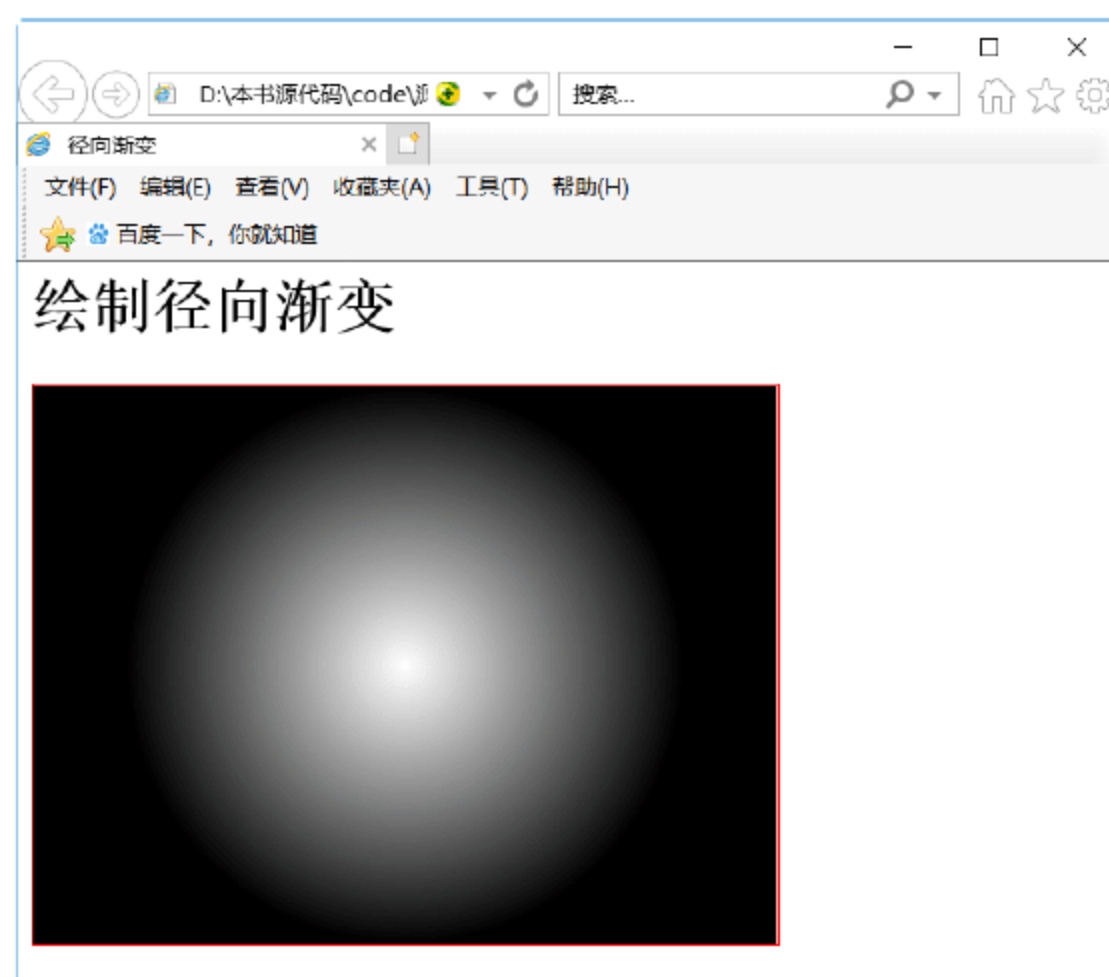 D:\本书源代码\code\
搜索...
径向渐变
文件(F) 编辑(E) 查看(V) 收藏夹(A) 工具(T) 帮助(H)
百度一下，你就知道
绘制径向渐变